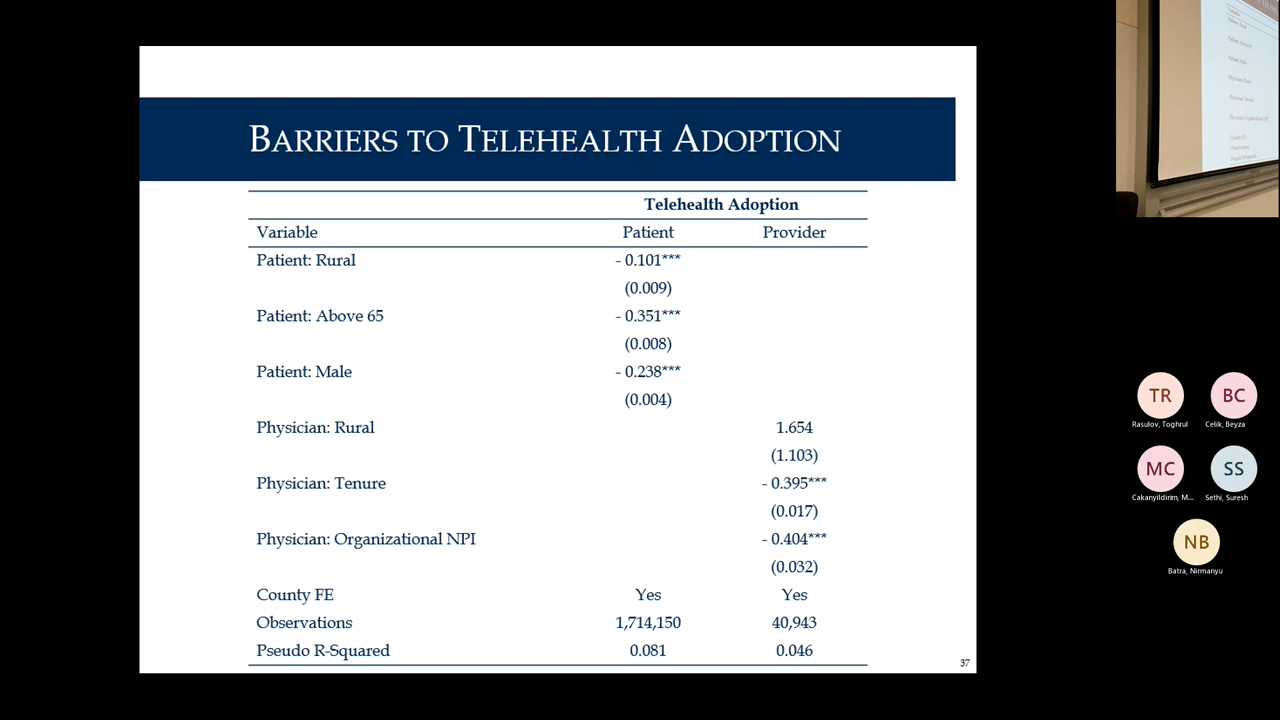 BARRIERS TO TELEHEALTH ADOPTION
Telehealth Adoption
Variable Patient Provider
Patient: Rural - 0.101***
(0.009)
Patient: Above 65 - 0.351***
(0.008)
Patient: Male - 0.238***
(0.004)
Physician: Rural 1.654
(1.103)
Physician: Tenure - 0.395***
(0.017)
Physician: Organizational NPI - 0.404***
(0.032)
County FE Yes Yes
Observations 1,714,150 40,943
Pseudo R-Squared 0.081 0.046
37
TR BC
Rasulov, Toghrul Celik, Beyza
MC SS
Cakanyildirim, M... Sethi, Suresh
NB
Batra, Nirmanyu